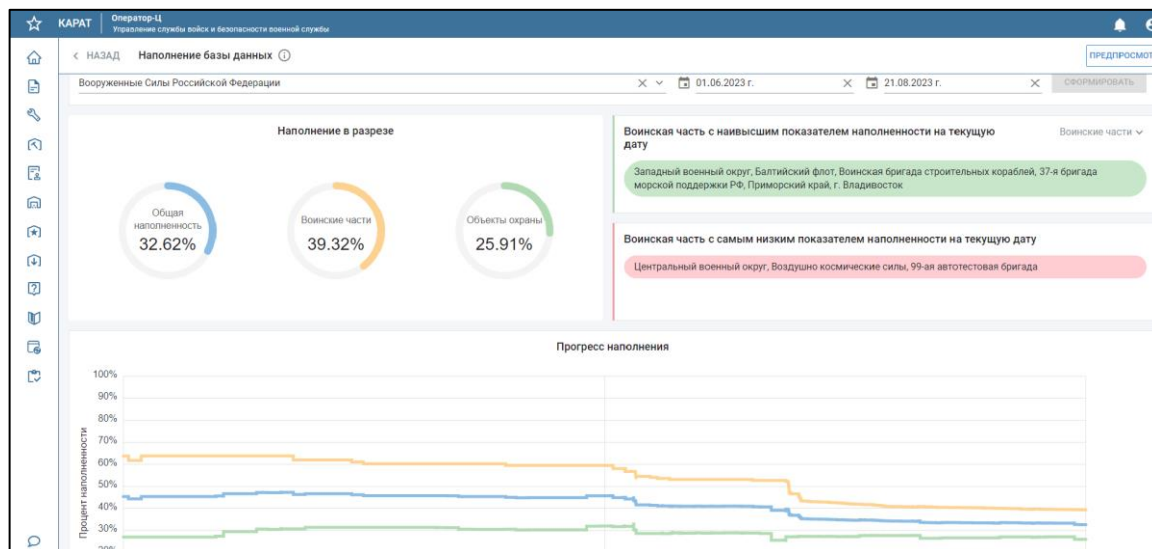 КАРАТ
Оператор-Ц
Управление службы войск и безопасности военной службы
НАЗАД
Наполнение базы данных
ПРЕДПРОСМОТ
Вооруженные Силы Российской Федерации
01.06.2023 г.
21.08.2023 г.
СФОРМИРОВАТЬ
Наполнение в разрезе
Общая
наполненность
32.62%
Воинские части
39.32%
Объекты охраны
25.91%
Воинская часть с наивысшим показателем наполненности на текущую
дату
Воинские части
Западный военный округ, Балтийский флот, Воинская бригада строительных кораблей, 37-я бригада
морской поддержки РФ, Приморский край, г. Владивосток
Воинская часть с самым низким показателем наполненности на текущую дату
Центральный военный округ, Воздушно космические силы, 99-ая автотестовая бригада
Прогресс наполнения
Процент наполненности
100%
90%
80%
70%
60%
50%
40%
30%
20%